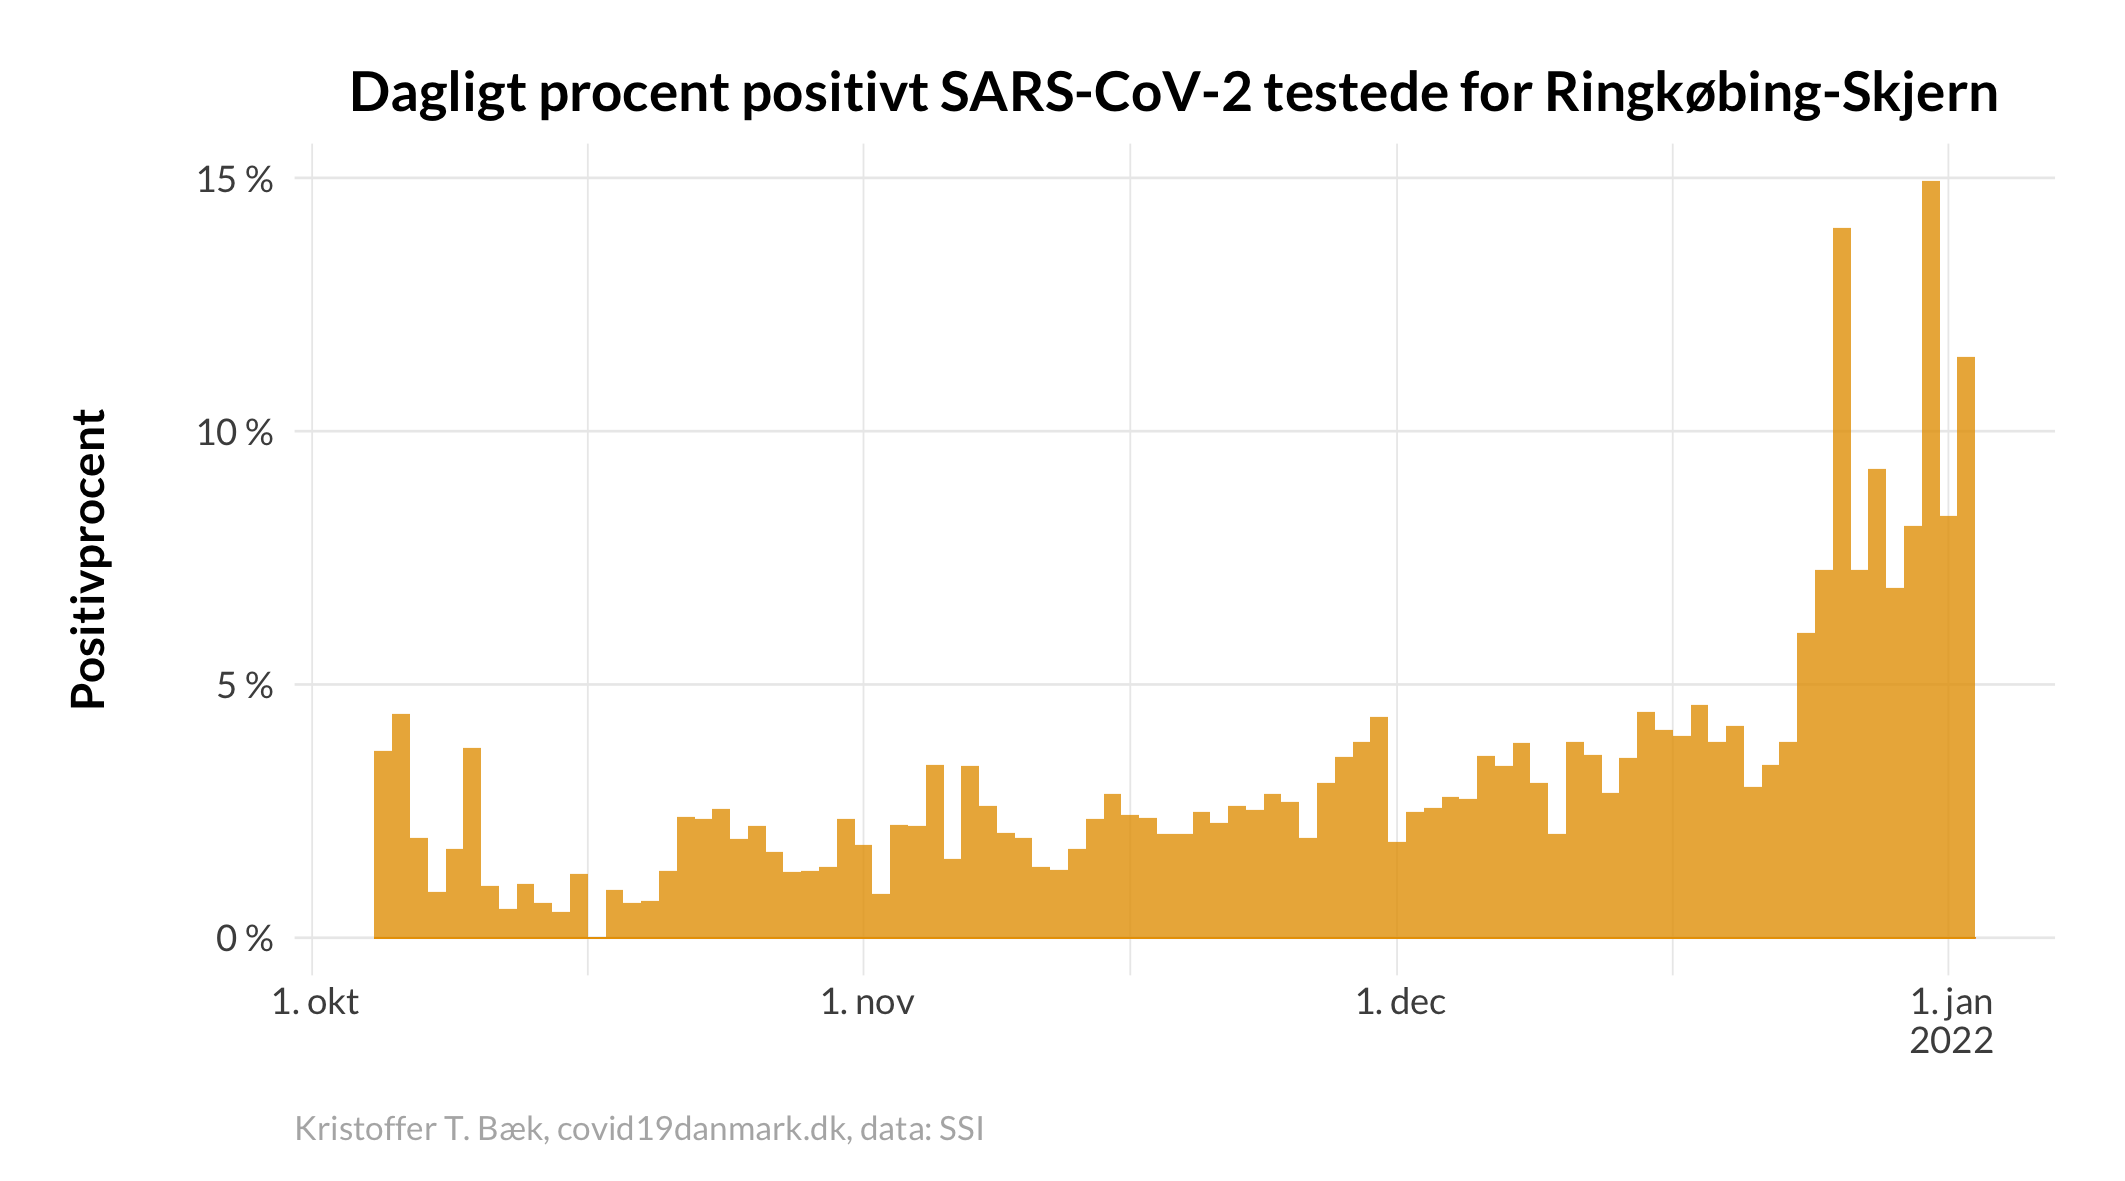 Dagligt procent positivt SARS-CoV-2 testede for Ringkøbing-Skjern
Positivprocent
15 %
10 %
5 %
0 %
1. okt
1. nov
1. dec
1. jan
2022
Kristoffer T. Bæk, covid19danmark.dk, data: SSI